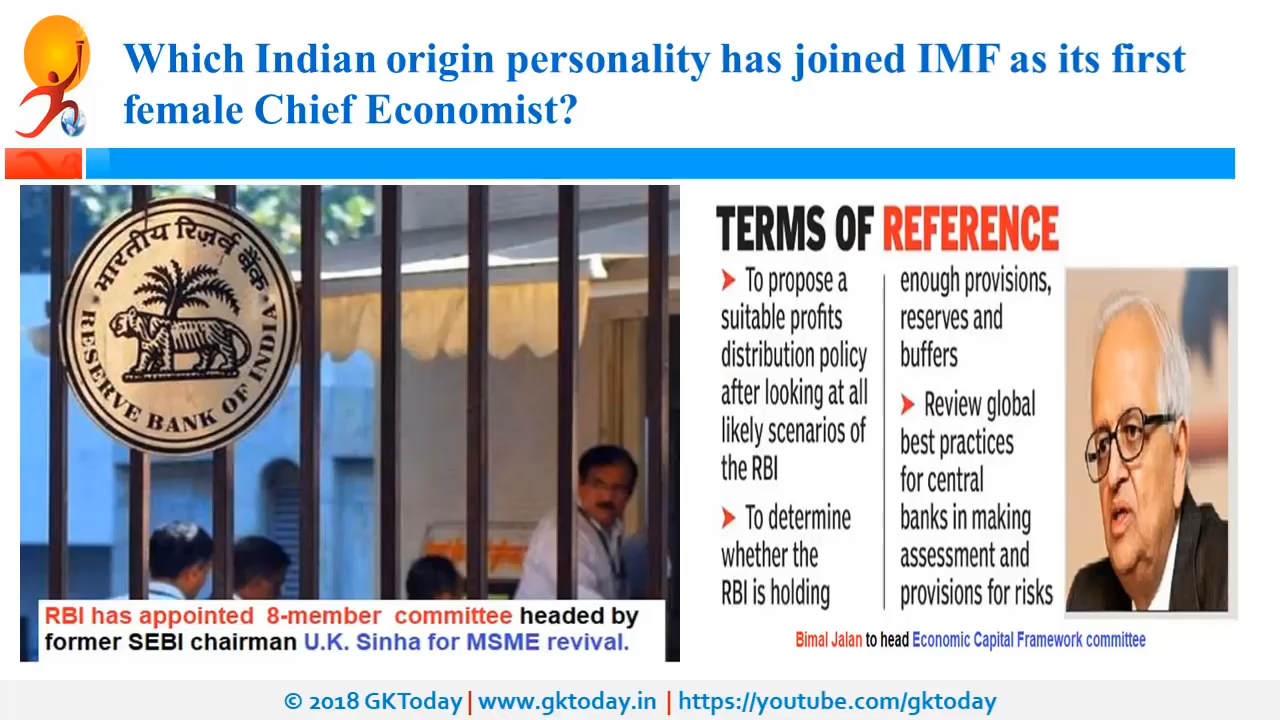 Which Indian origin personality has joined IMF as its first
female Chief Economist?
भारतीय रिज़र्व बैंक
RESERVE BANK OF INDIA
RBI has appointed 8-member committee headed by
former SEBI chairman U.K. Sinha for MSME revival.
TERMS OF REFERENCE
To propose a
suitable profits
distribution policy
after looking at all
likely scenarios of
the RBI
To determine
whether the
RBI is holding
enough provisions,
reserves and
buffers
Review global
best practices
for central
banks in making
assessment and
provisions for risks
Bimal Jalan to head Economic Capital Framework committee
© 2018 GKToday | www.gktoday.in | https://youtube.com/gktoday